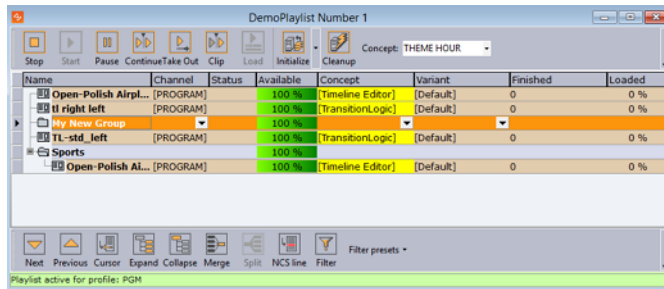 DemoPlaylist Number 1
Stop Start Pause Continue Take Out Clip Load Initialize Cleanup Concept: THEME HOUR
Name Channel Status Available Concept Variant Finished Loaded
Open-Polish Airpl... [PROGRAM] 100 % [Timeline Editor] [Default] 0 0 %
tl right left [PROGRAM] 100 % [TransitionLogic] [Default] 0 0 %
My New Group 100 %
TL-std_left [PROGRAM] 100 % [TransitionLogic] [Default] 0 0 %
Sports 100 %
Open-Polish Ai... [PROGRAM] 100 % [Timeline Editor] [Default] 0 0 %
Next Previous Cursor Expand Collapse Merge Split NCS line Filter Filter presets
Playlist active for profile: PGM